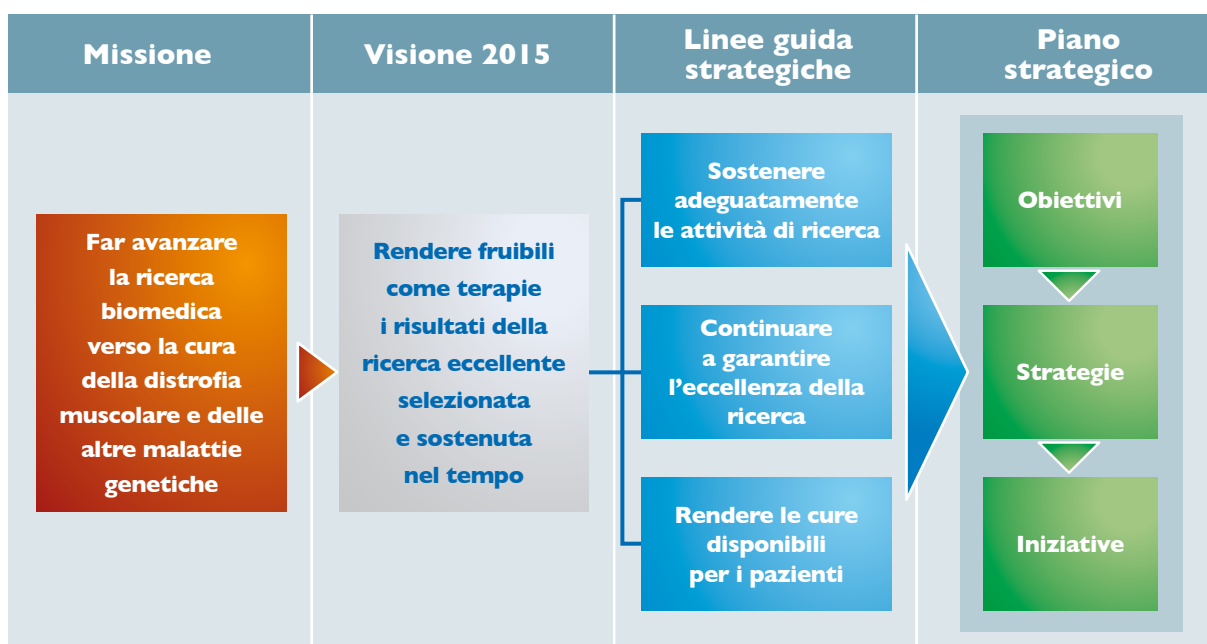 Missione
Visione 2015
Linee guida
strategiche
Piano
strategico
Far avanzare
la ricerca
biomedica
verso la cura
della distrofia
muscolare e delle
altre malattie
genetiche
Rendere fruibili
come terapie
i risultati della
ricerca eccellente
selezionata
e sostenuta
nel tempo
Sostenere
adeguatamente
le attività di ricerca
Continuare
a garantire
l’eccellenza della
ricerca
Rendere le cure
disponibili
per i pazienti
Obiettivi
Strategie
Iniziative